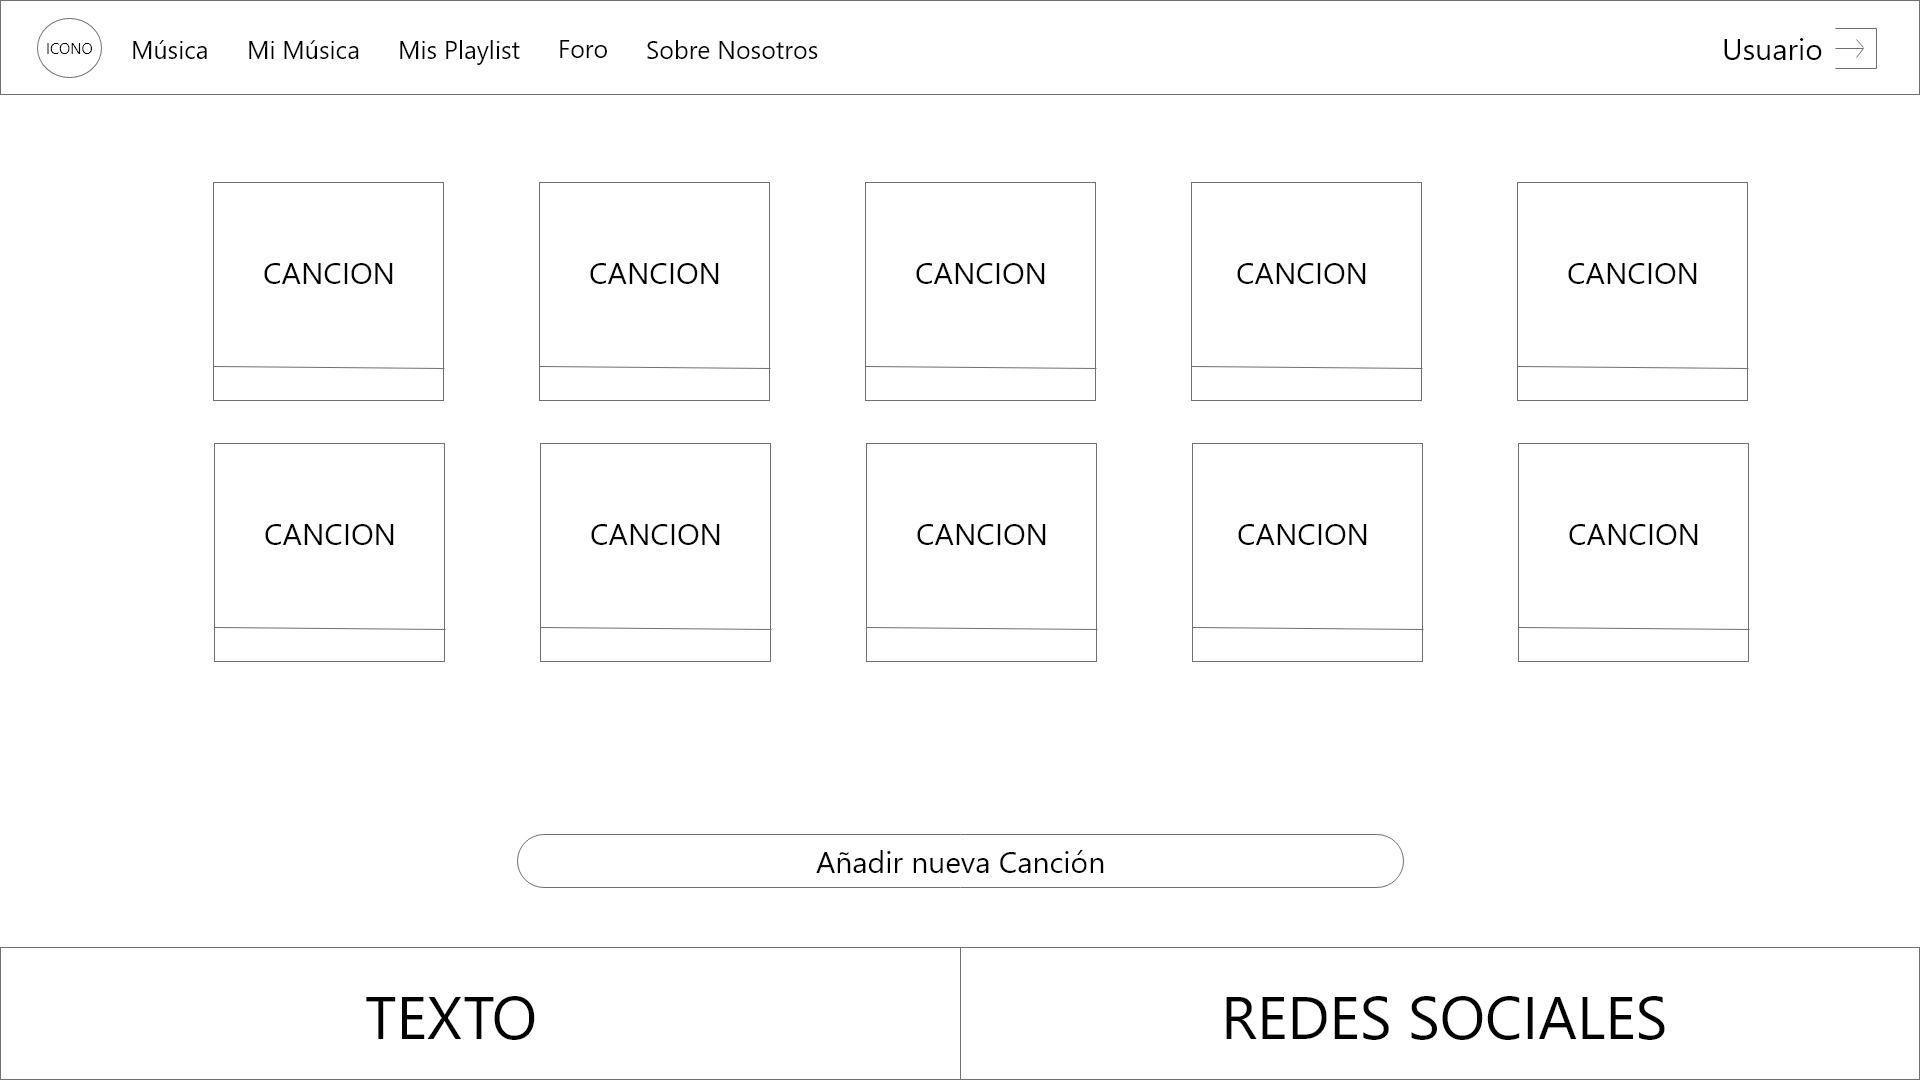 ICONO Música Mi Música Mis Playlist Foro Sobre Nosotros Usuario
CANCION CANCION CANCION CANCION CANCION
CANCION CANCION CANCION CANCION CANCION
Añadir nueva Canción
TEXTO REDES SOCIALES